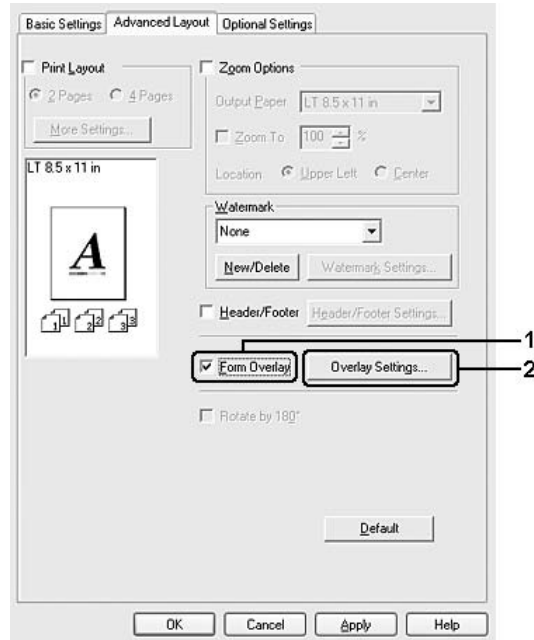 Basic Settings Advanced Layout Optional Settings
Print Layout
2 Pages 4 Pages
More Settings...
LT 8.5 x 11 in
A
1 1 2 2 3 3
Zoom Options
Output Paper LT 8.5 x 11 in
Zoom To 100 %
Location Upper Left Center
Watermark
None
New/Delete Watermark Settings...
Header/Footer Header/Footer Settings...
1
Form Overlay Overlay Settings...
2
Rotate by 180°
Default
OK Cancel Apply Help